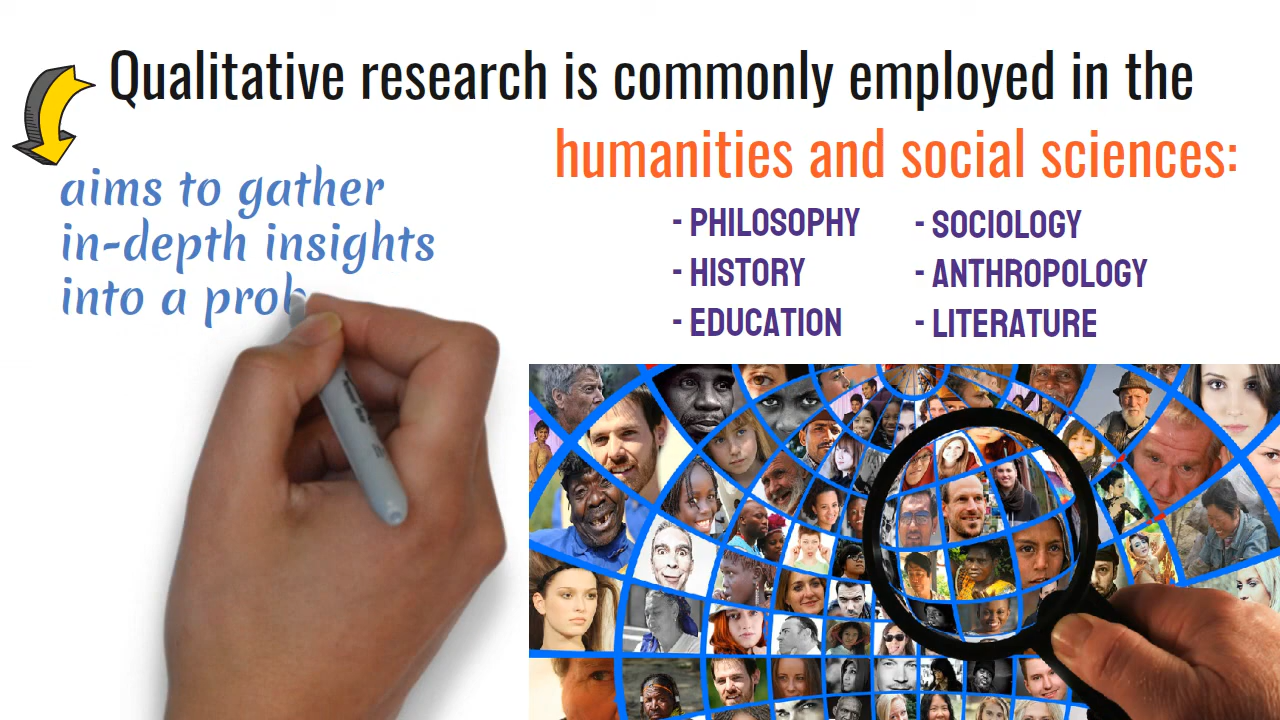 Qualitative research is commonly employed in the
humanities and social sciences:
aims to gather
in-depth insights
into a prob
- PHILOSOPHY
- HISTORY
- EDUCATION
- SOCIOLOGY
- ANTHROPOLOGY
- LITERATURE